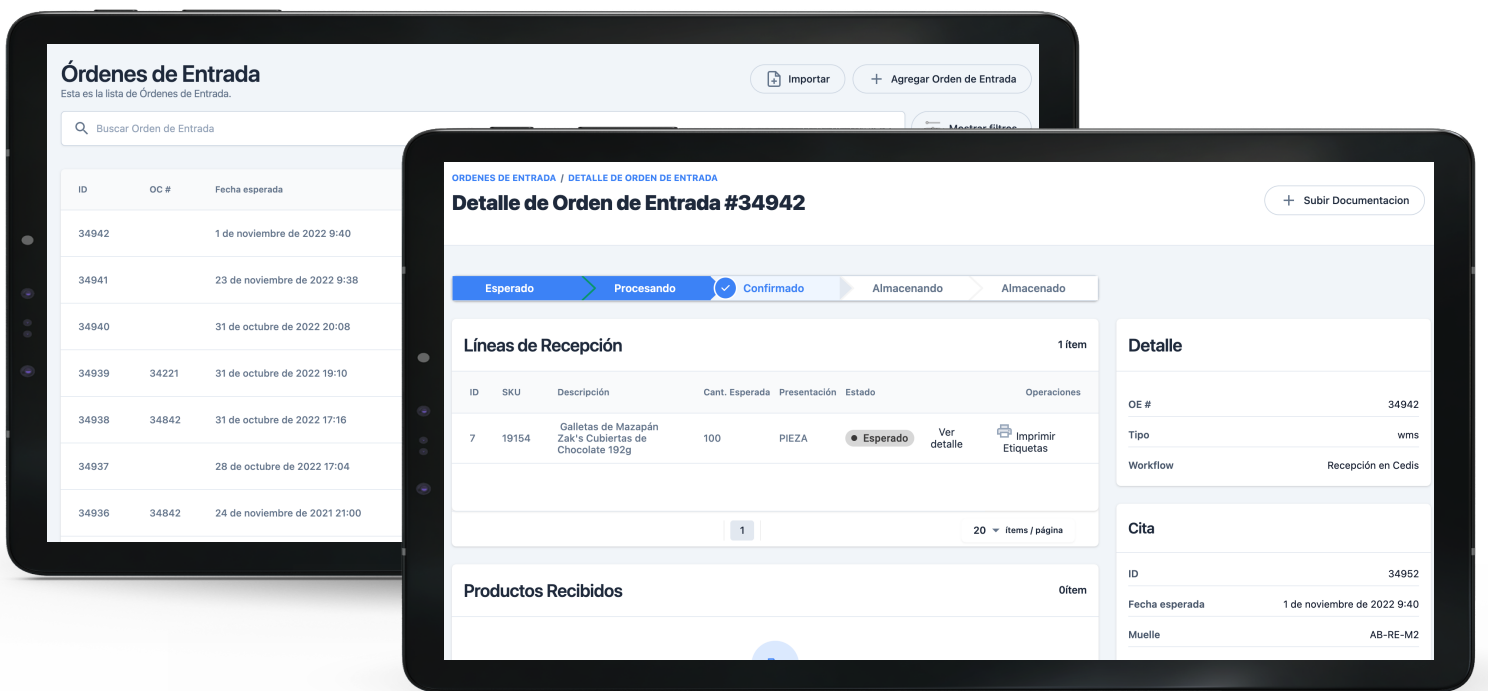 Órdenes de Entrada
Esta es la lista de Órdenes de Entrada.
Importar
Agregar Orden de Entrada
Buscar Orden de Entrada
Mostrar filtros
ID OC # Fecha esperada
34942 1 de noviembre de 2022 9:40
34941 23 de noviembre de 2022 9:38
34940 31 de octubre de 2022 20:08
34939 34221 31 de octubre de 2022 19:10
34938 34842 31 de octubre de 2022 17:16
34937 28 de octubre de 2022 17:04
34936 34842 24 de noviembre de 2021 21:00
ORDENES DE ENTRADA / DETALLE DE ORDEN DE ENTRADA
Detalle de Orden de Entrada #34942
Subir Documentacion
Esperado Procesando Confirmado Almacenando Almacenado
Líneas de Recepción 1 ítem
ID SKU Descripción Cant. Esperada Presentación Estado Operaciones
7 19154 Galletas de Mazapán
Zak's Cubiertas de
Chocolate 192g
100 PIEZA Esperado
Ver
detalle
Imprimir
Etiquetas
1 20 ítems / página
Productos Recibidos 0ítem
Detalle
OE # 34942
Tipo wms
Workflow Recepción en Cedis
Cita
ID 34952
Fecha esperada 1 de noviembre de 2022 9:40
Muelle AB-RE-M2